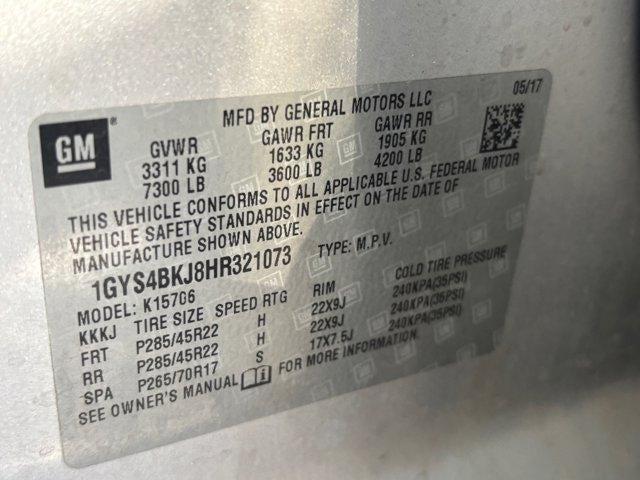 05/17
MFD BY GENERAL MOTORS LLC
GM®
GVWR GAWR FRT GAWR RR
3311 KG 1633 KG 1905 KG
7300 LB 3600 LB 4200 LB
THIS VEHICLE CONFORMS TO ALL APPLICABLE U.S. FEDERAL MOTOR
VEHICLE SAFETY STANDARDS IN EFFECT ON THE DATE OF
MANUFACTURE SHOWN ABOVE.
1GYS4BKJ8HR321073 TYPE: M.P.V.
MODEL: K15706
KKKJ TIRE SIZE SPEED RTG RIM COLD TIRE PRESSURE
FRT P285/45R22 H 22X9J 240KPA(35PSI)
RR P285/45R22 H 22X9J 240KPA(35PSI)
SPA P265/70R17 S 17X7.5J 240KPA(35PSI)
SEE OWNER'S MANUAL i FOR MORE INFORMATION.